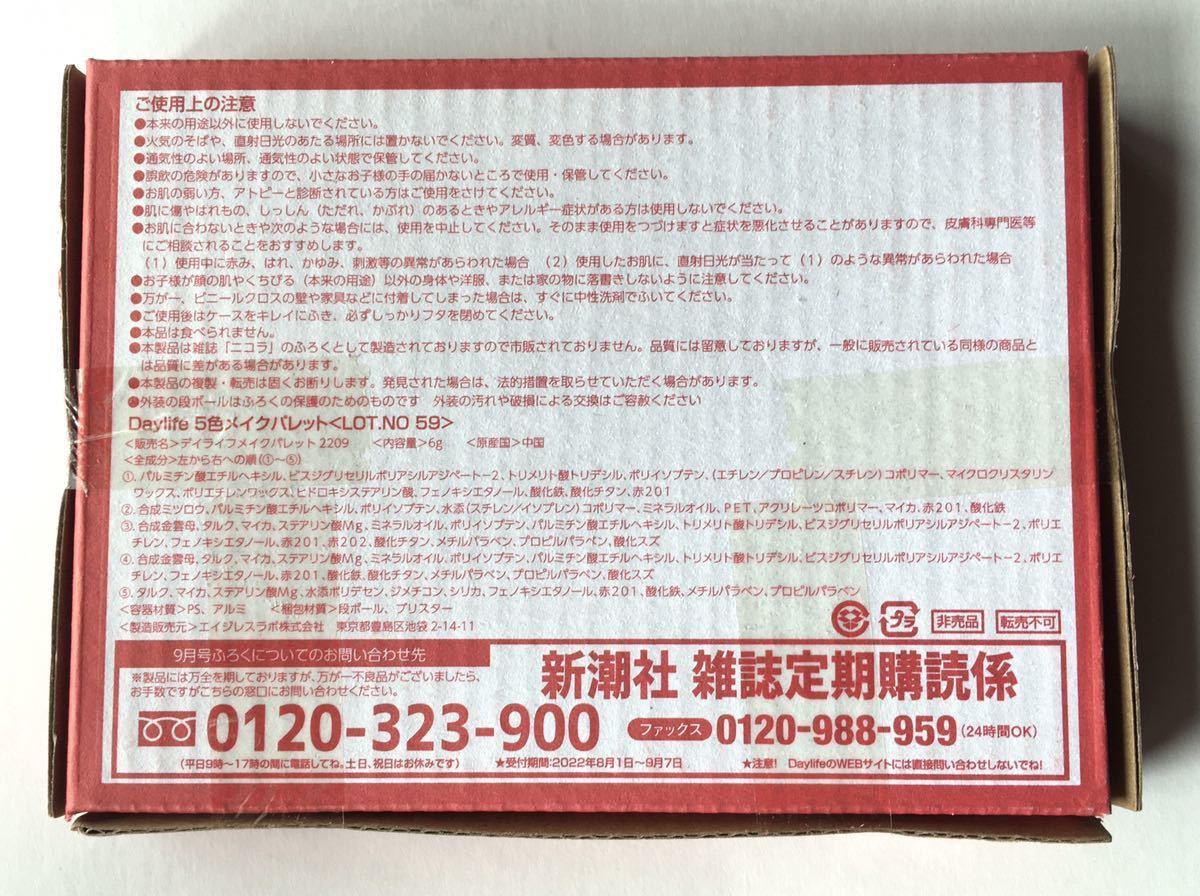 ご使用上の注意
●本来の用途以外に使用しないでください。
●火気のそばや、直射日光のあたる場所には置かないでください。変質、変色する場合があります。
●通気性のよい場所、通気性のよい状態で保管してください。
●誤飲の危険がありますので、小さなお子様の手の届かないところで使用・保管してください。
●お肌の弱い方、アトピーと診断されている方はご使用をさけてください。
●肌に傷やはれもの、しっしん（ただれ、かぶれ）のあるときやアレルギー症状がある方は使用しないでください。
●お肌に合わないときや次のような場合には、使用を中止してください。そのまま使用をつづけますと症状を悪化させることがありますので、皮膚科専門医等
にご相談されることをおすすめします。
（1）使用中に赤み、はれ、かゆみ、刺激等の異常があらわれた場合　（2）使用したお肌に、直射日光が当たって（1）のような異常があらわれた場合
●お子様が顔の肌やくちびる（本来の用途）以外の身体や洋服、または家の物に落書きしないように注意してください。
●万が一、ビニールクロスの壁や家具などに付着してしまった場合は、すぐに中性洗剤でふいてください。
●ご使用後はケースをキレイにふき、必ずしっかりフタを閉めてください。
●本品は食べられません。
●本製品は雑誌「ニコラ」のふろくとして製造されておりますので市販されておりません。品質には留意しておりますが、一般に販売されている同様の商品と
は品質に差がある場合があります。
●本製品の複製・転売は固くお断りします。発見された場合は、法的措置を取らせていただく場合があります。
●外装の段ボールはふろくの保護のためのものです　外装の汚れや破損による交換はご容赦ください
Daylife 5色メイクパレット<LOT.NO 59>
<販売名>デイライフメイクパレット 2209　<内容量>6g　<原産国>中国
<全成分>左から右への順(①〜⑤)
①.パルミチン酸エチルヘキシル、ビスジグリセリルポリアシルアジペート-2、トリメリト酸トリデシル、ポリイソブテン、(エチレン/プロピレン/スチレン)コポリマー、マイクロクリスタリン
ワックス、ポリエチレンワックス、ヒドロキシステアリン酸、フェノキシエタノール、酸化鉄、酸化チタン、赤201
②.合成ミツロウ、パルミチン酸エチルヘキシル、ポリイソブテン、水添(スチレン/イソプレン)コポリマー、ミネラルオイル、PET、アクリレーツコポリマー、マイカ、赤201、酸化鉄
③.合成金雲母、タルク、マイカ、ステアリン酸Mg、ミネラルオイル、ポリイソブテン、パルミチン酸エチルヘキシル、トリメリト酸トリデシル、ビスジグリセリルポリアシルアジペート-2、ポリエ
チレン、フェノキシエタノール、赤201、赤202、酸化チタン、メチルパラベン、プロピルパラベン、酸化スズ
④.合成金雲母、タルク、マイカ、ステアリン酸Mg、ミネラルオイル、ポリイソブテン、パルミチン酸エチルヘキシル、トリメリト酸トリデシル、ビスジグリセリルポリアシルアジペート-2、ポリエ
チレン、フェノキシエタノール、赤201、酸化鉄、酸化チタン、メチルパラベン、プロピルパラベン、酸化スズ
⑤.タルク、マイカ、ステアリン酸Mg、水添ポリデセン、ジメチコン、シリカ、フェノキシエタノール、赤201、酸化鉄、メチルパラベン、プロピルパラベン
<容器材質>PS、アルミ　<梱包材質>段ボール、ブリスター
<製造販売元>エイジレスラボ株式会社　東京都豊島区池袋 2-14-11
プラ 非売品 転売不可
9月号ふろくについてのお問い合わせ先
※製品には万全を期しておりますが、万が一不良品がございましたら、
お手数ですがこちらの窓口にお問い合わせください。
新潮社 雑誌定期購読係
0120-323-900 ファックス 0120-988-959 (24時間OK)
(平日9時〜17時の間に電話してね。土日、祝日はお休みです)　★受付期間:2022年8月1日〜9月7日　★注意!　DaylifeのWEBサイトには直接問い合わせしないでね!